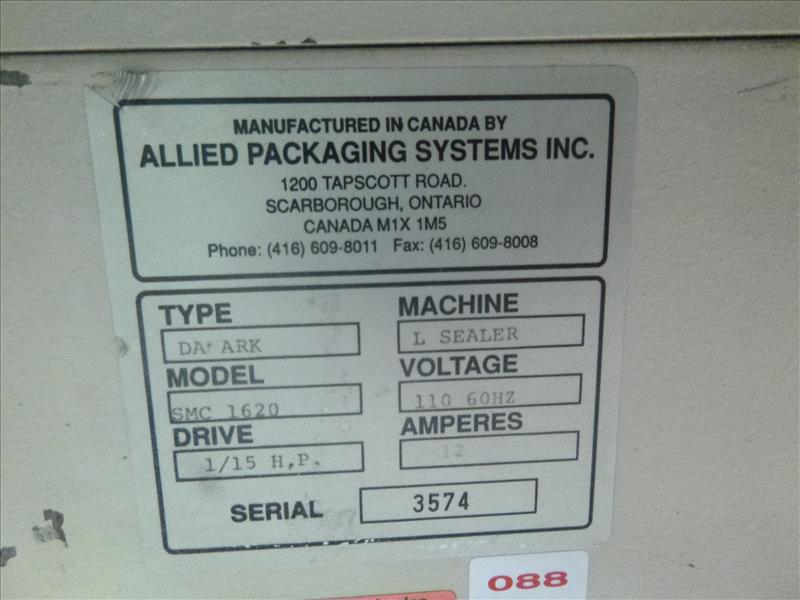 MANUFACTURED IN CANADA BY
ALLIED PACKAGING SYSTEMS INC.
1200 TAPSCOTT ROAD.
SCARBOROUGH, ONTARIO
CANADA M1X 1M5
Phone: (416) 609-8011 Fax: (416) 609-8008
TYPE
ARK
MACHINE
L SEALER
MODEL
SMC 1620
VOLTAGE
110 60HZ
DRIVE
1/15 H,P.
AMPERES
12
SERIAL 3574
088